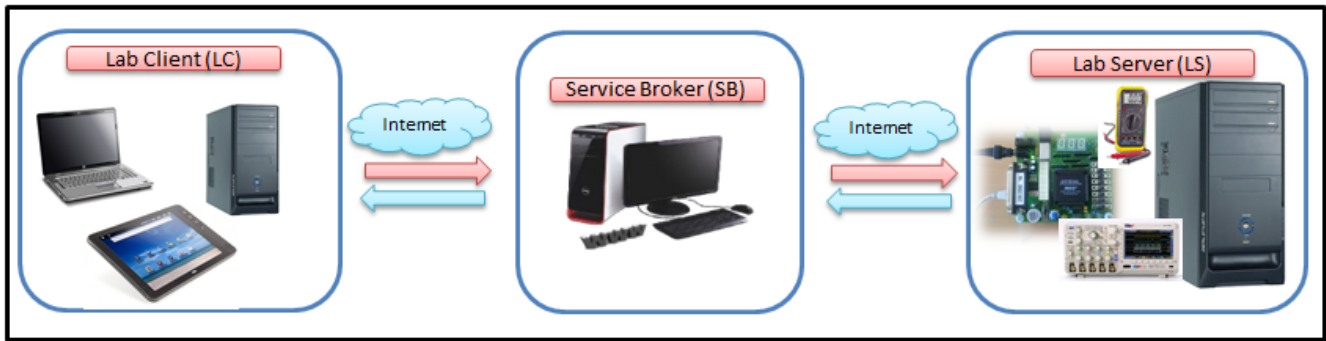 Lab Client (LC)
Internet
Service Broker (SB)
Internet
Lab Server (LS)